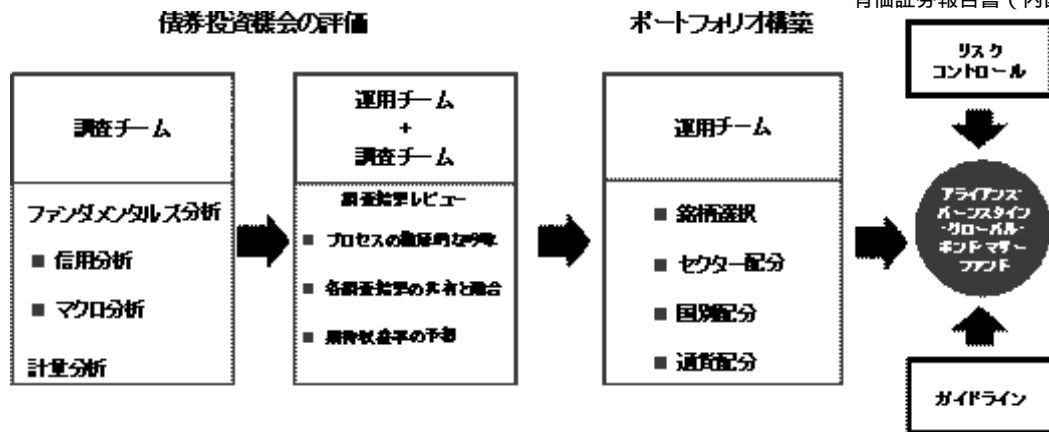 有価証券報告書（内
債券投資機会の評価
ポートフォリオ構築
調査チーム
ファンダメンタルズ分析
■ 信用分析
■ マクロ分析
計量分析
運用チーム
+
調査チーム
調査結果レビュー
■ プロセスの徹底的な吟味
■ 各調査結果の共有と融合
■ 期待収益率の予想
運用チーム
■ 銘柄選択
■ セクター配分
■ 国別配分
■ 通貨配分
リスク
コントロール
アライアンス・
バーンスタイン
・グローバル・
ボンド・マザー
ファンド
ガイドライン